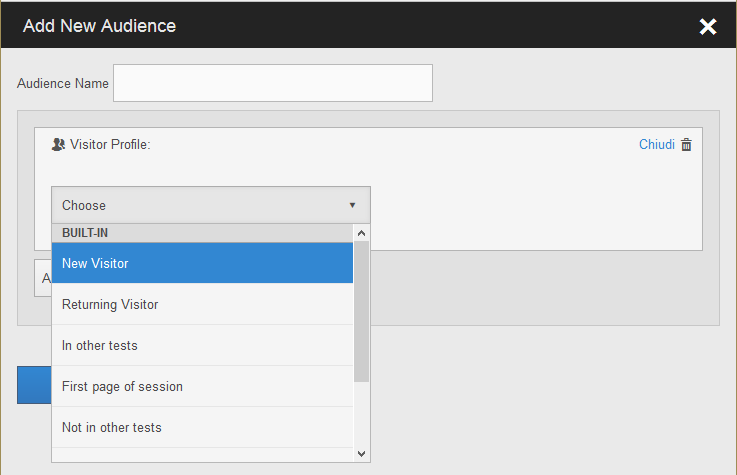 Add New Audience
Audience Name
Visitor Profile:
Chiudi
Choose
BUILT-IN
New Visitor
A
Returning Visitor
In other tests
First page of session
Not in other tests